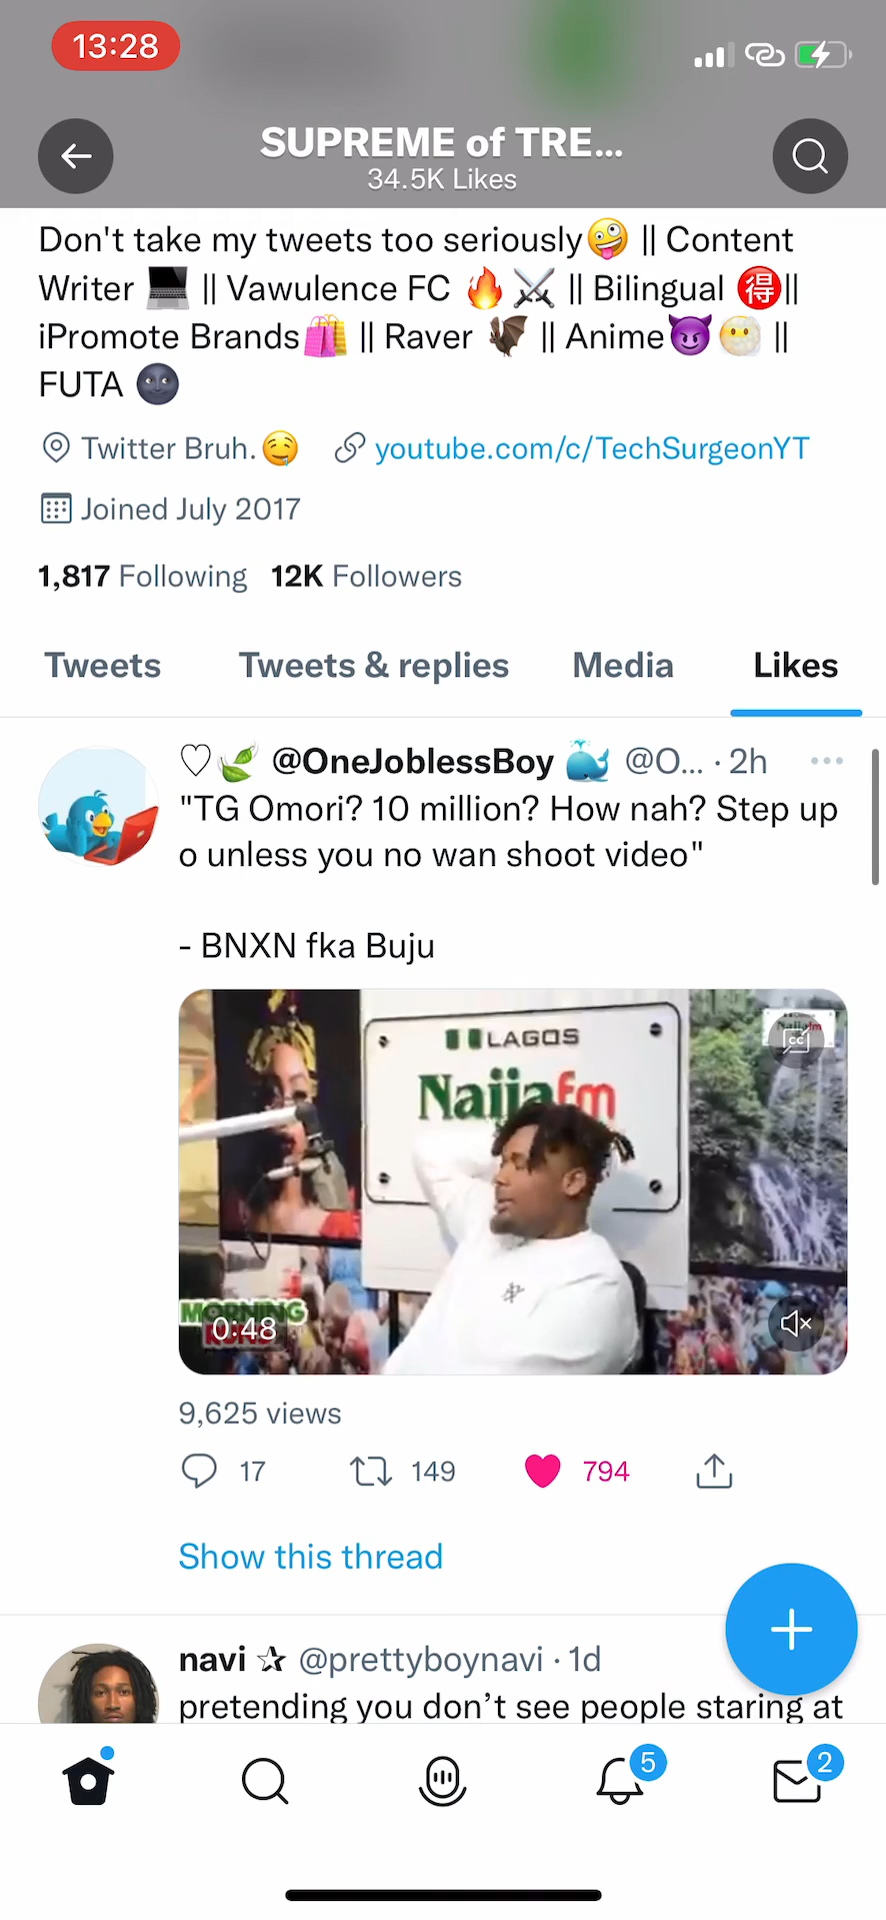 13:28
SUPREME of TRE...
34.5K Likes
Don't take my tweets too seriously🤪 || Content
Writer 💻 || Vawulence FC 🔥⚔️ || Bilingual 🉐||
iPromote Brands🛍️ || Raver 🦇 || Anime😈😶‍🌫️ ||
FUTA 🌚
Twitter Bruh.🤤 youtube.com/c/TechSurgeonYT
Joined July 2017
1,817 Following 12K Followers
Tweets Tweets & replies Media Likes
♡🍃 @OneJoblessBoy 🐳 @O... · 2h
"TG Omori? 10 million? How nah? Step up
o unless you no wan shoot video"
- BNXN fka Buju
LAGOS
Naijafm
Naijafm
CC
MORNING
0:48
9,625 views
17 149 794
Show this thread
navi ☆ @prettyboynavi · 1d
pretending you don’t see people staring at
5 2